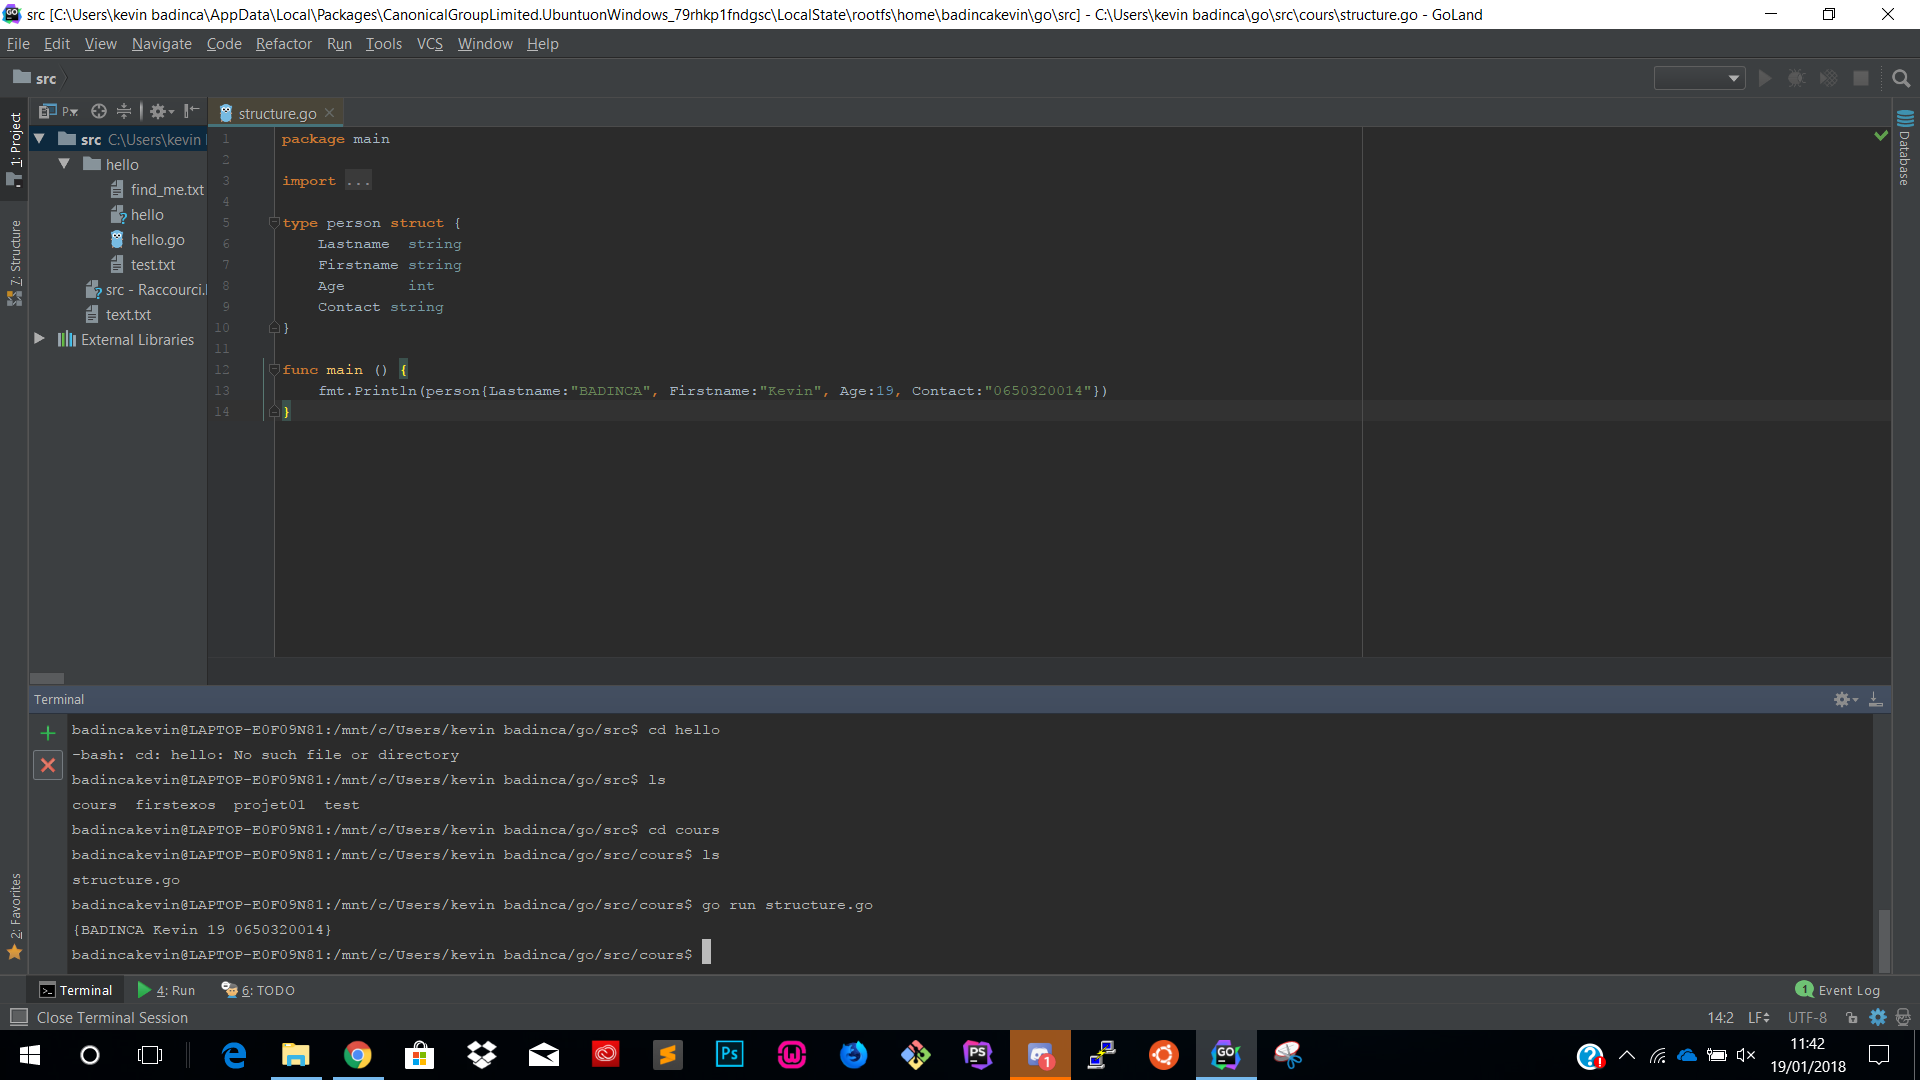 src [C:\Users\kevin badinca\AppData\Local\Packages\CanonicalGroupLimited.UbuntuonWindows_79rhkp1fndgsc\LocalState\rootfs\home\badincakevin\go\src] - C:\Users\kevin badinca\go\src\cours\structure.go - GoLand
File Edit View Navigate Code Refactor Run Tools VCS Window Help
src
1: Project
7: Structure
2: Favorites
P
src C:\Users\kevin
hello
find_me.txt
hello
hello.go
test.txt
src - Raccourci.
text.txt
External Libraries
structure.go
Database
1 package main
2
3 import ...
4
5 type person struct {
6 Lastname string
7 Firstname string
8 Age int
9 Contact string
10 }
11
12 func main () {
13 fmt.Println(person{Lastname:"BADINCA", Firstname:"Kevin", Age:19, Contact:"0650320014"})
14 }
Terminal
badincakevin@LAPTOP-E0F09N81:/mnt/c/Users/kevin badinca/go/src$ cd hello
-bash: cd: hello: No such file or directory
badincakevin@LAPTOP-E0F09N81:/mnt/c/Users/kevin badinca/go/src$ ls
cours firstexos projet01 test
badincakevin@LAPTOP-E0F09N81:/mnt/c/Users/kevin badinca/go/src$ cd cours
badincakevin@LAPTOP-E0F09N81:/mnt/c/Users/kevin badinca/go/src/cours$ ls
structure.go
badincakevin@LAPTOP-E0F09N81:/mnt/c/Users/kevin badinca/go/src/cours$ go run structure.go
{BADINCA Kevin 19 0650320014}
badincakevin@LAPTOP-E0F09N81:/mnt/c/Users/kevin badinca/go/src/cours$
Terminal 4: Run 6: TODO 1 Event Log
Close Terminal Session 14:2 LF UTF-8
Ps PS 1 GO
11:42
19/01/2018